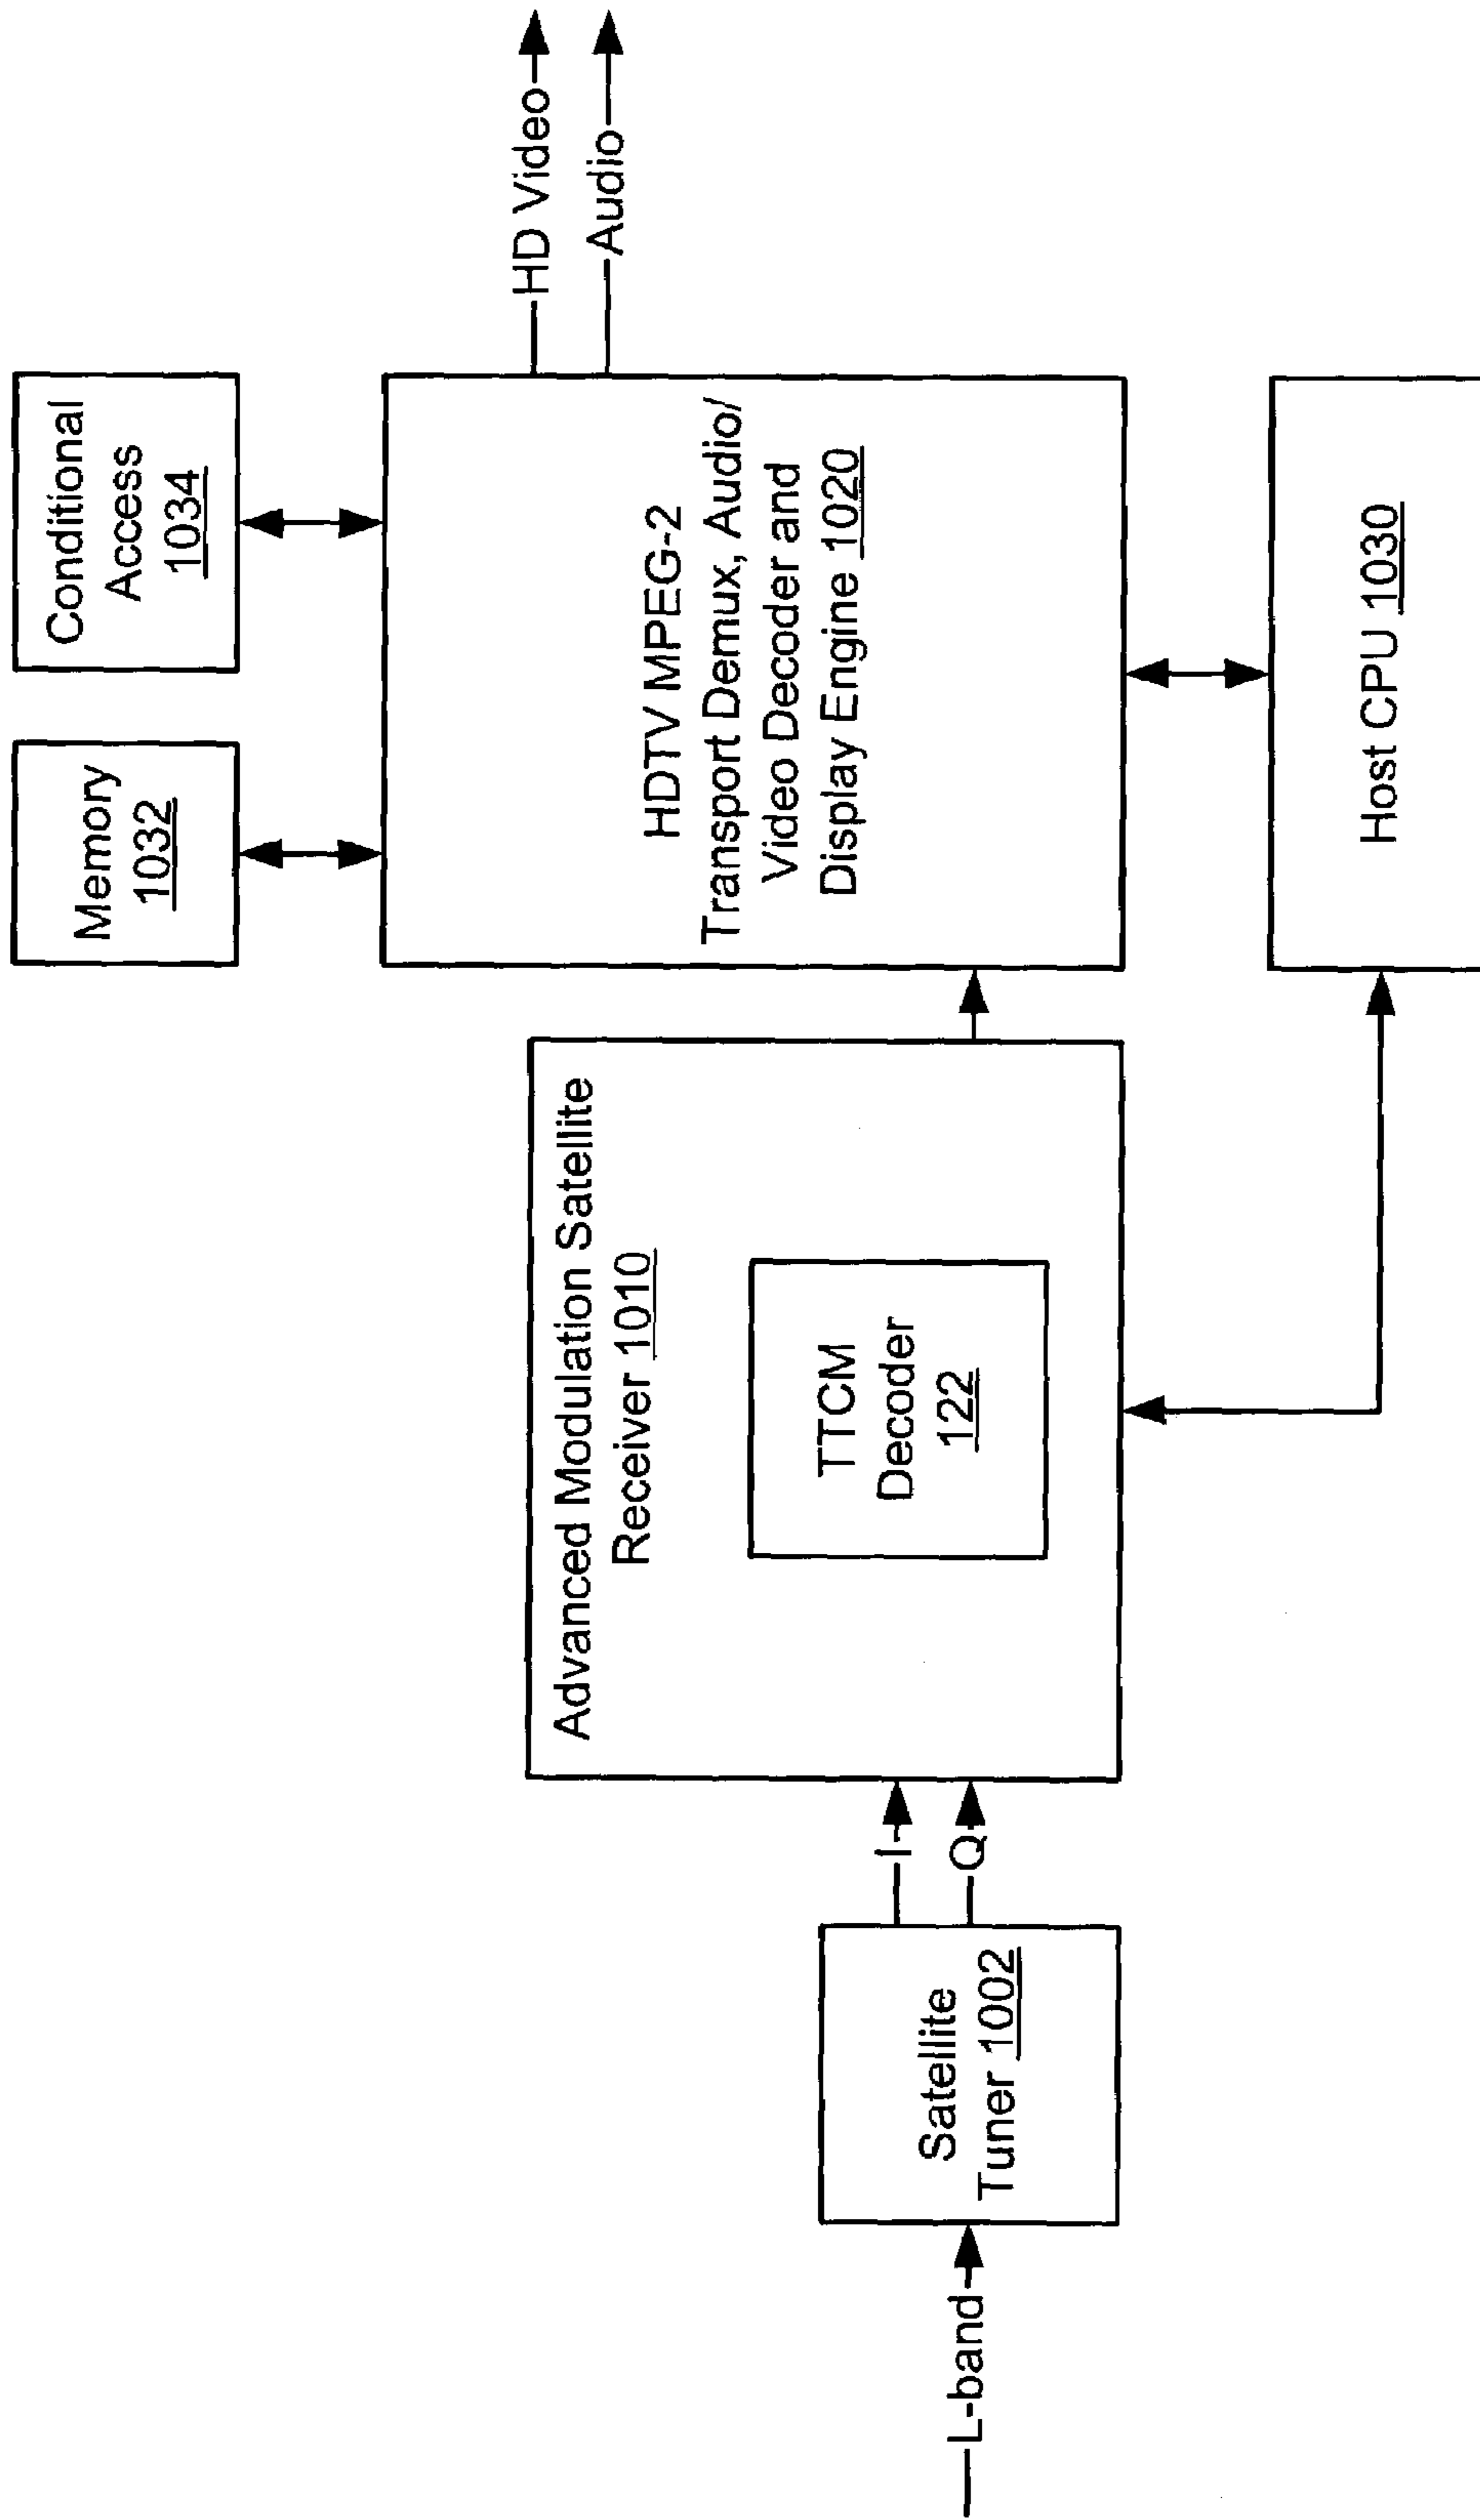 Memory
1032
Conditional
Access
1034
HD Video
Audio
HDTV MPEG-2
Transport Demux, Audio/
Video Decoder and
Display Engine 1020
Advanced Modulation Satellite
Receiver 1010
TTCM
Decoder
122
I
Q
Satellite
Tuner 1002
L-band
Host CPU 1030